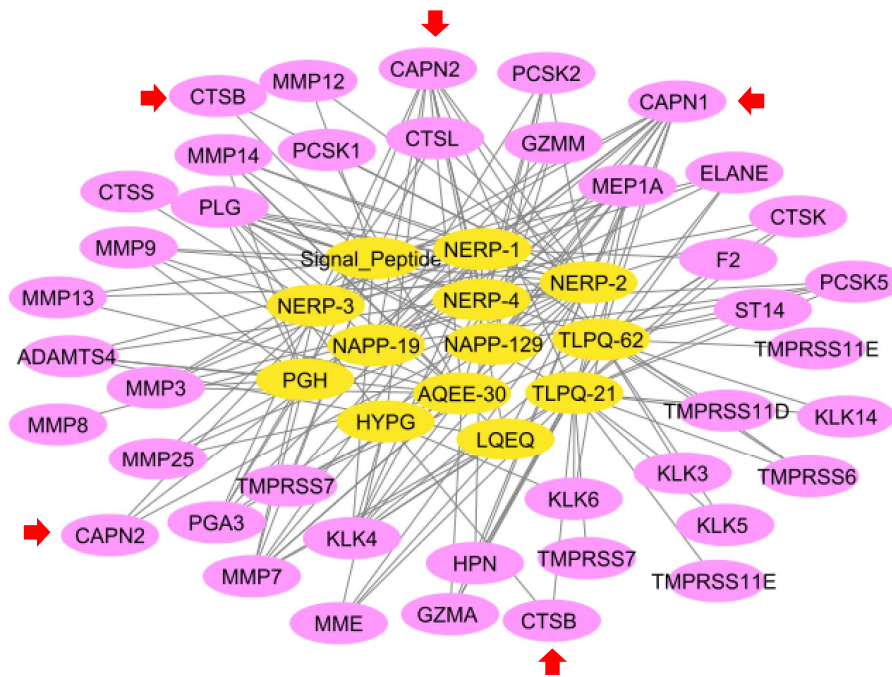 CAPN2
PCSK2
MMP12
CTSB
CAPN1
CTSL
GZMM
PCSK1
MMP14
ELANE
MEP1A
CTSS
PLG
CTSK
MMP9
NERP-1
Signal_Peptide
F2
NERP-2
PCSK5
MMP13
NERP-3
NERP-4
ST14
TLPQ-62
NAPP-19
NAPP-129
TMPRSS11E
ADAMTS4
PGH
MMP3
AQEE-30
TLPQ-21
TMPRSS11D
KLK14
MMP8
HYPG
LQEQ
MMP25
KLK3
TMPRSS6
TMPRSS7
KLK6
PGA3
KLK5
CAPN2
KLK4
TMPRSS7
HPN
MMP7
TMPRSS11E
GZMA
CTSB
MME